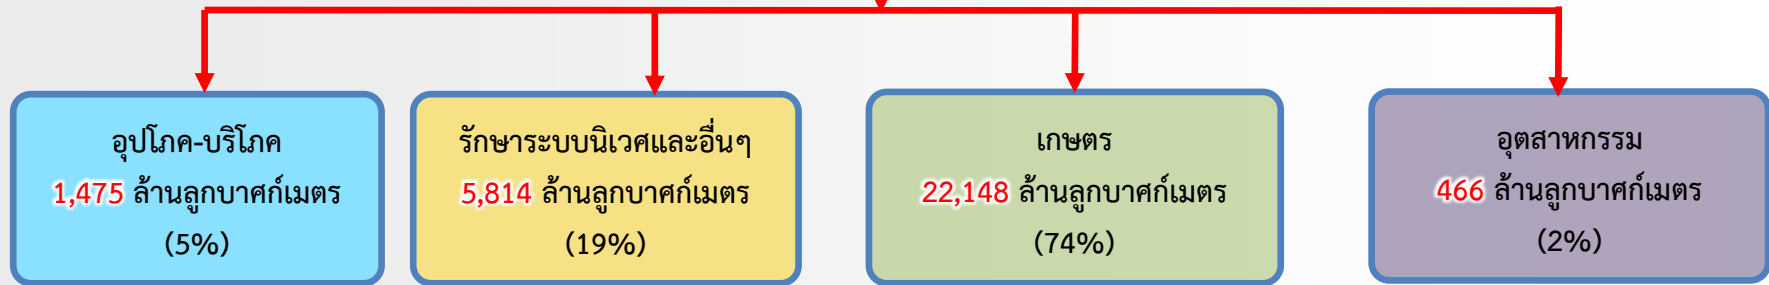 อุปโภค-บริโภค
1,475 ล้านลูกบาศก์เมตร
(5%)
รักษาระบบนิเวศและอื่นๆ
5,814 ล้านลูกบาศก์เมตร
(19%)
เกษตร
22,148 ล้านลูกบาศก์เมตร
(74%)
อุตสาหกรรม
466 ล้านลูกบาศก์เมตร
(2%)